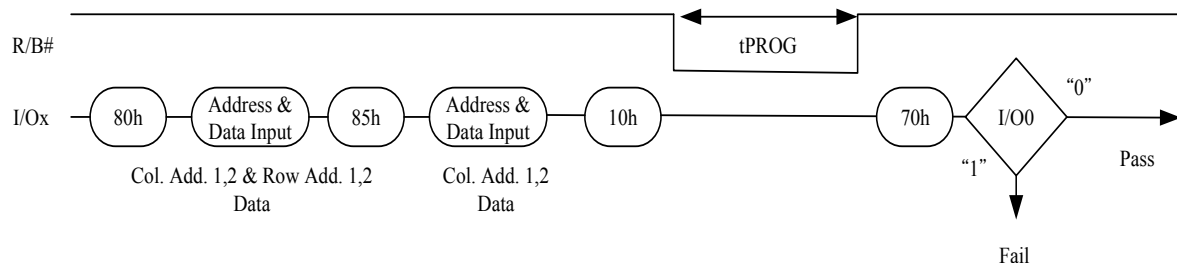 R/B#
tPROG
I/Ox
80h
Address &
Data Input
85h
Address &
Data Input
10h
70h
I/O0
“0”
“1”
Pass
Col. Add. 1,2 & Row Add. 1,2
Data
Col. Add. 1,2
Data
Fail